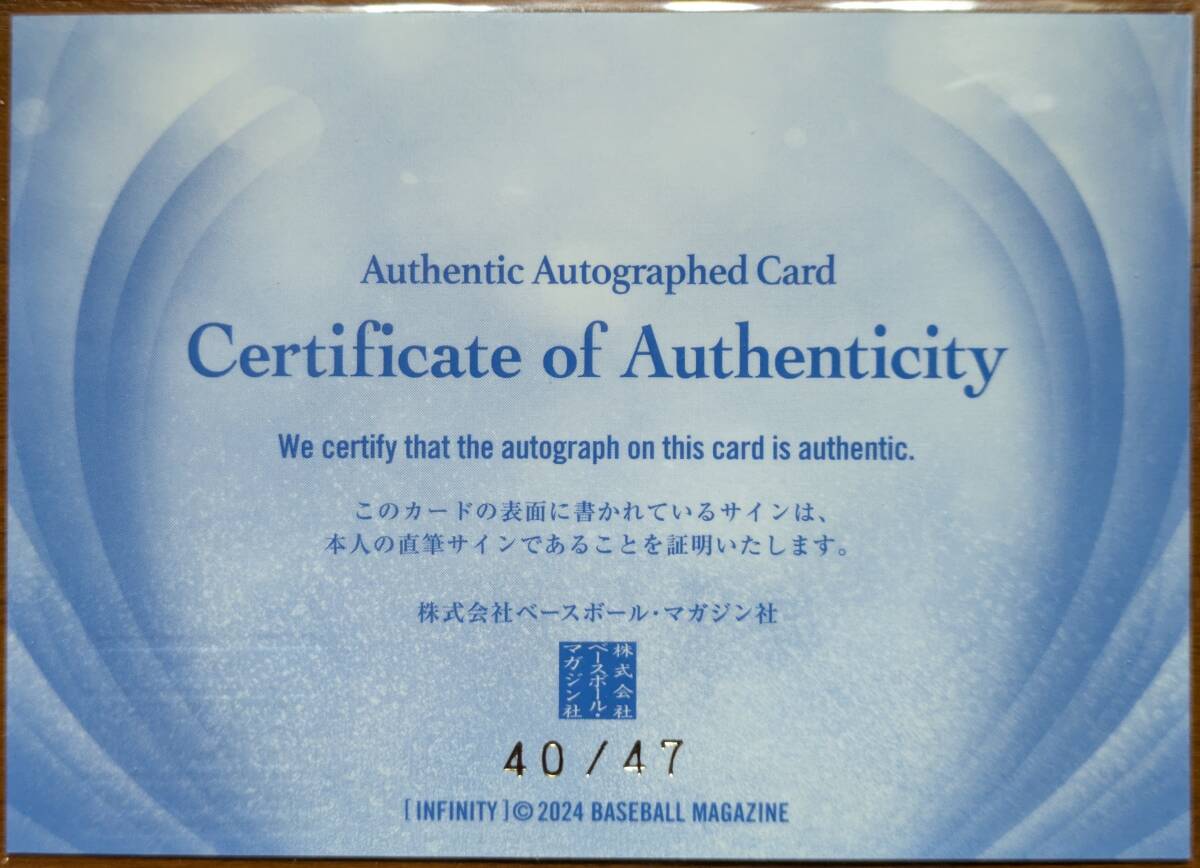 Authentic Autographed Card
Certificate of Authenticity
We certify that the autograph on this card is authentic.
このカードの表面に書かれているサインは、
本人の直筆サインであることを証明いたします。
株式会社ベースボール・マガジン社
株式会社
ベースボール・
マガジン社
40/47
[INFINITY]©2024 BASEBALL MAGAZINE